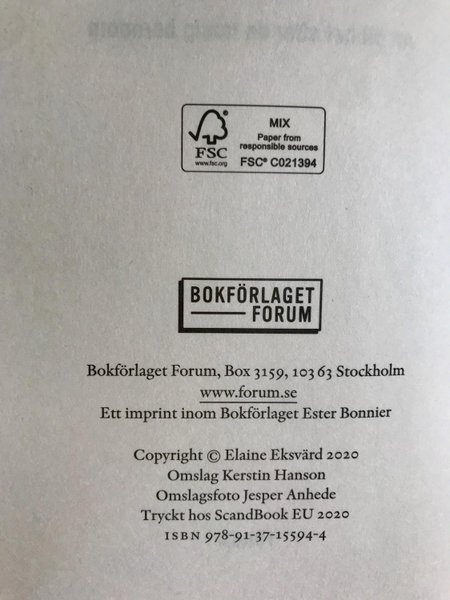 FSC
www.fsc.org
MIX
Paper from
responsible sources
FSC® C021394
BOKFÖRLAGET
FORUM
Bokförlaget Forum, Box 3159, 103 63 Stockholm
www.forum.se
Ett imprint inom Bokförlaget Ester Bonnier
Copyright © Elaine Eksvärd 2020
Omslag Kerstin Hanson
Omslagsfoto Jesper Anhede
Tryckt hos ScandBook EU 2020
ISBN 978-91-37-15594-4